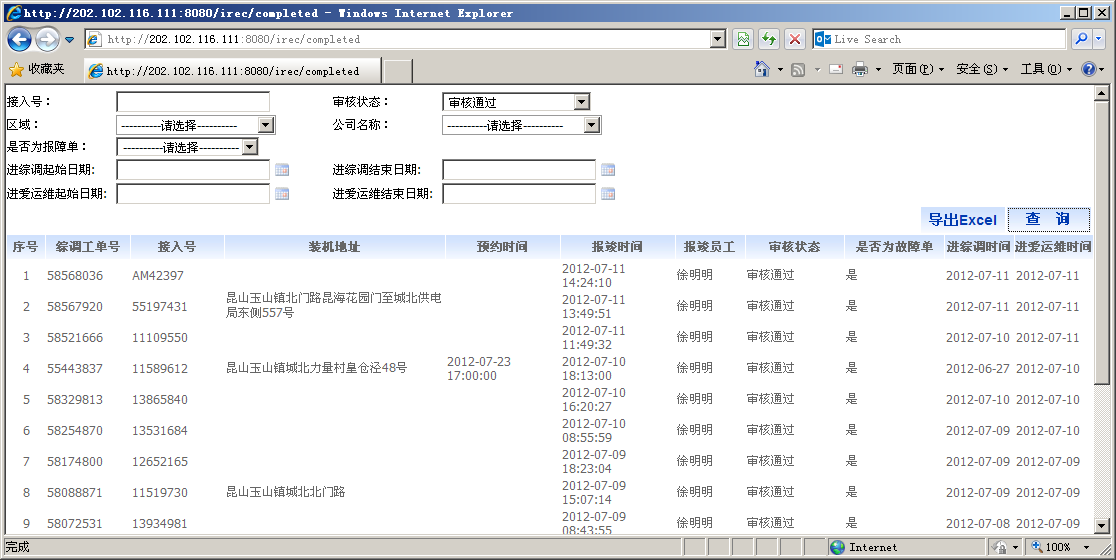 http://202.102.116.111:8080/irec/completed - Windows Internet Explorer
http://202.102.116.111:8080/irec/completed
Live Search
收藏夹
http://202.102.116.111:8080/irec/completed
页面(P)
安全(S)
工具(O)
接入号：
审核状态：
审核通过
区域：
----------请选择----------
公司名称：
----------请选择----------
是否为报障单：
----------请选择----------
进综调起始日期:
进综调结束日期:
进爱运维起始日期:
进爱运维结束日期:
导出Excel
查 询
序号 综调工单号 接入号 装机地址 预约时间 报竣时间 报竣员工 审核状态 是否为故障单 进综调时间 进爱运维时间
1 58568036 AM42397 2012-07-11 14:24:10 徐明明 审核通过 是 2012-07-11 2012-07-11
2 58567920 55197431 昆山玉山镇北门路昆海花园门至城北供电局东侧557号 2012-07-11 13:49:51 徐明明 审核通过 是 2012-07-11 2012-07-11
3 58521666 11109550 2012-07-11 11:49:32 徐明明 审核通过 是 2012-07-10 2012-07-11
4 55443837 11589612 昆山玉山镇城北力量村皇仓泾48号 2012-07-23 17:00:00 2012-07-10 18:13:00 徐明明 审核通过 是 2012-06-27 2012-07-10
5 58329813 13865840 2012-07-10 16:20:27 徐明明 审核通过 是 2012-07-10 2012-07-10
6 58254870 13531684 2012-07-10 08:55:59 徐明明 审核通过 是 2012-07-09 2012-07-10
7 58174800 12652165 2012-07-09 18:23:04 徐明明 审核通过 是 2012-07-09 2012-07-09
8 58088871 11519730 昆山玉山镇城北北门路 2012-07-09 15:07:14 徐明明 审核通过 是 2012-07-09 2012-07-09
9 58072531 13934981 2012-07-09 08:43:55 徐明明 审核通过 是 2012-07-08 2012-07-09
完成
Internet
100%